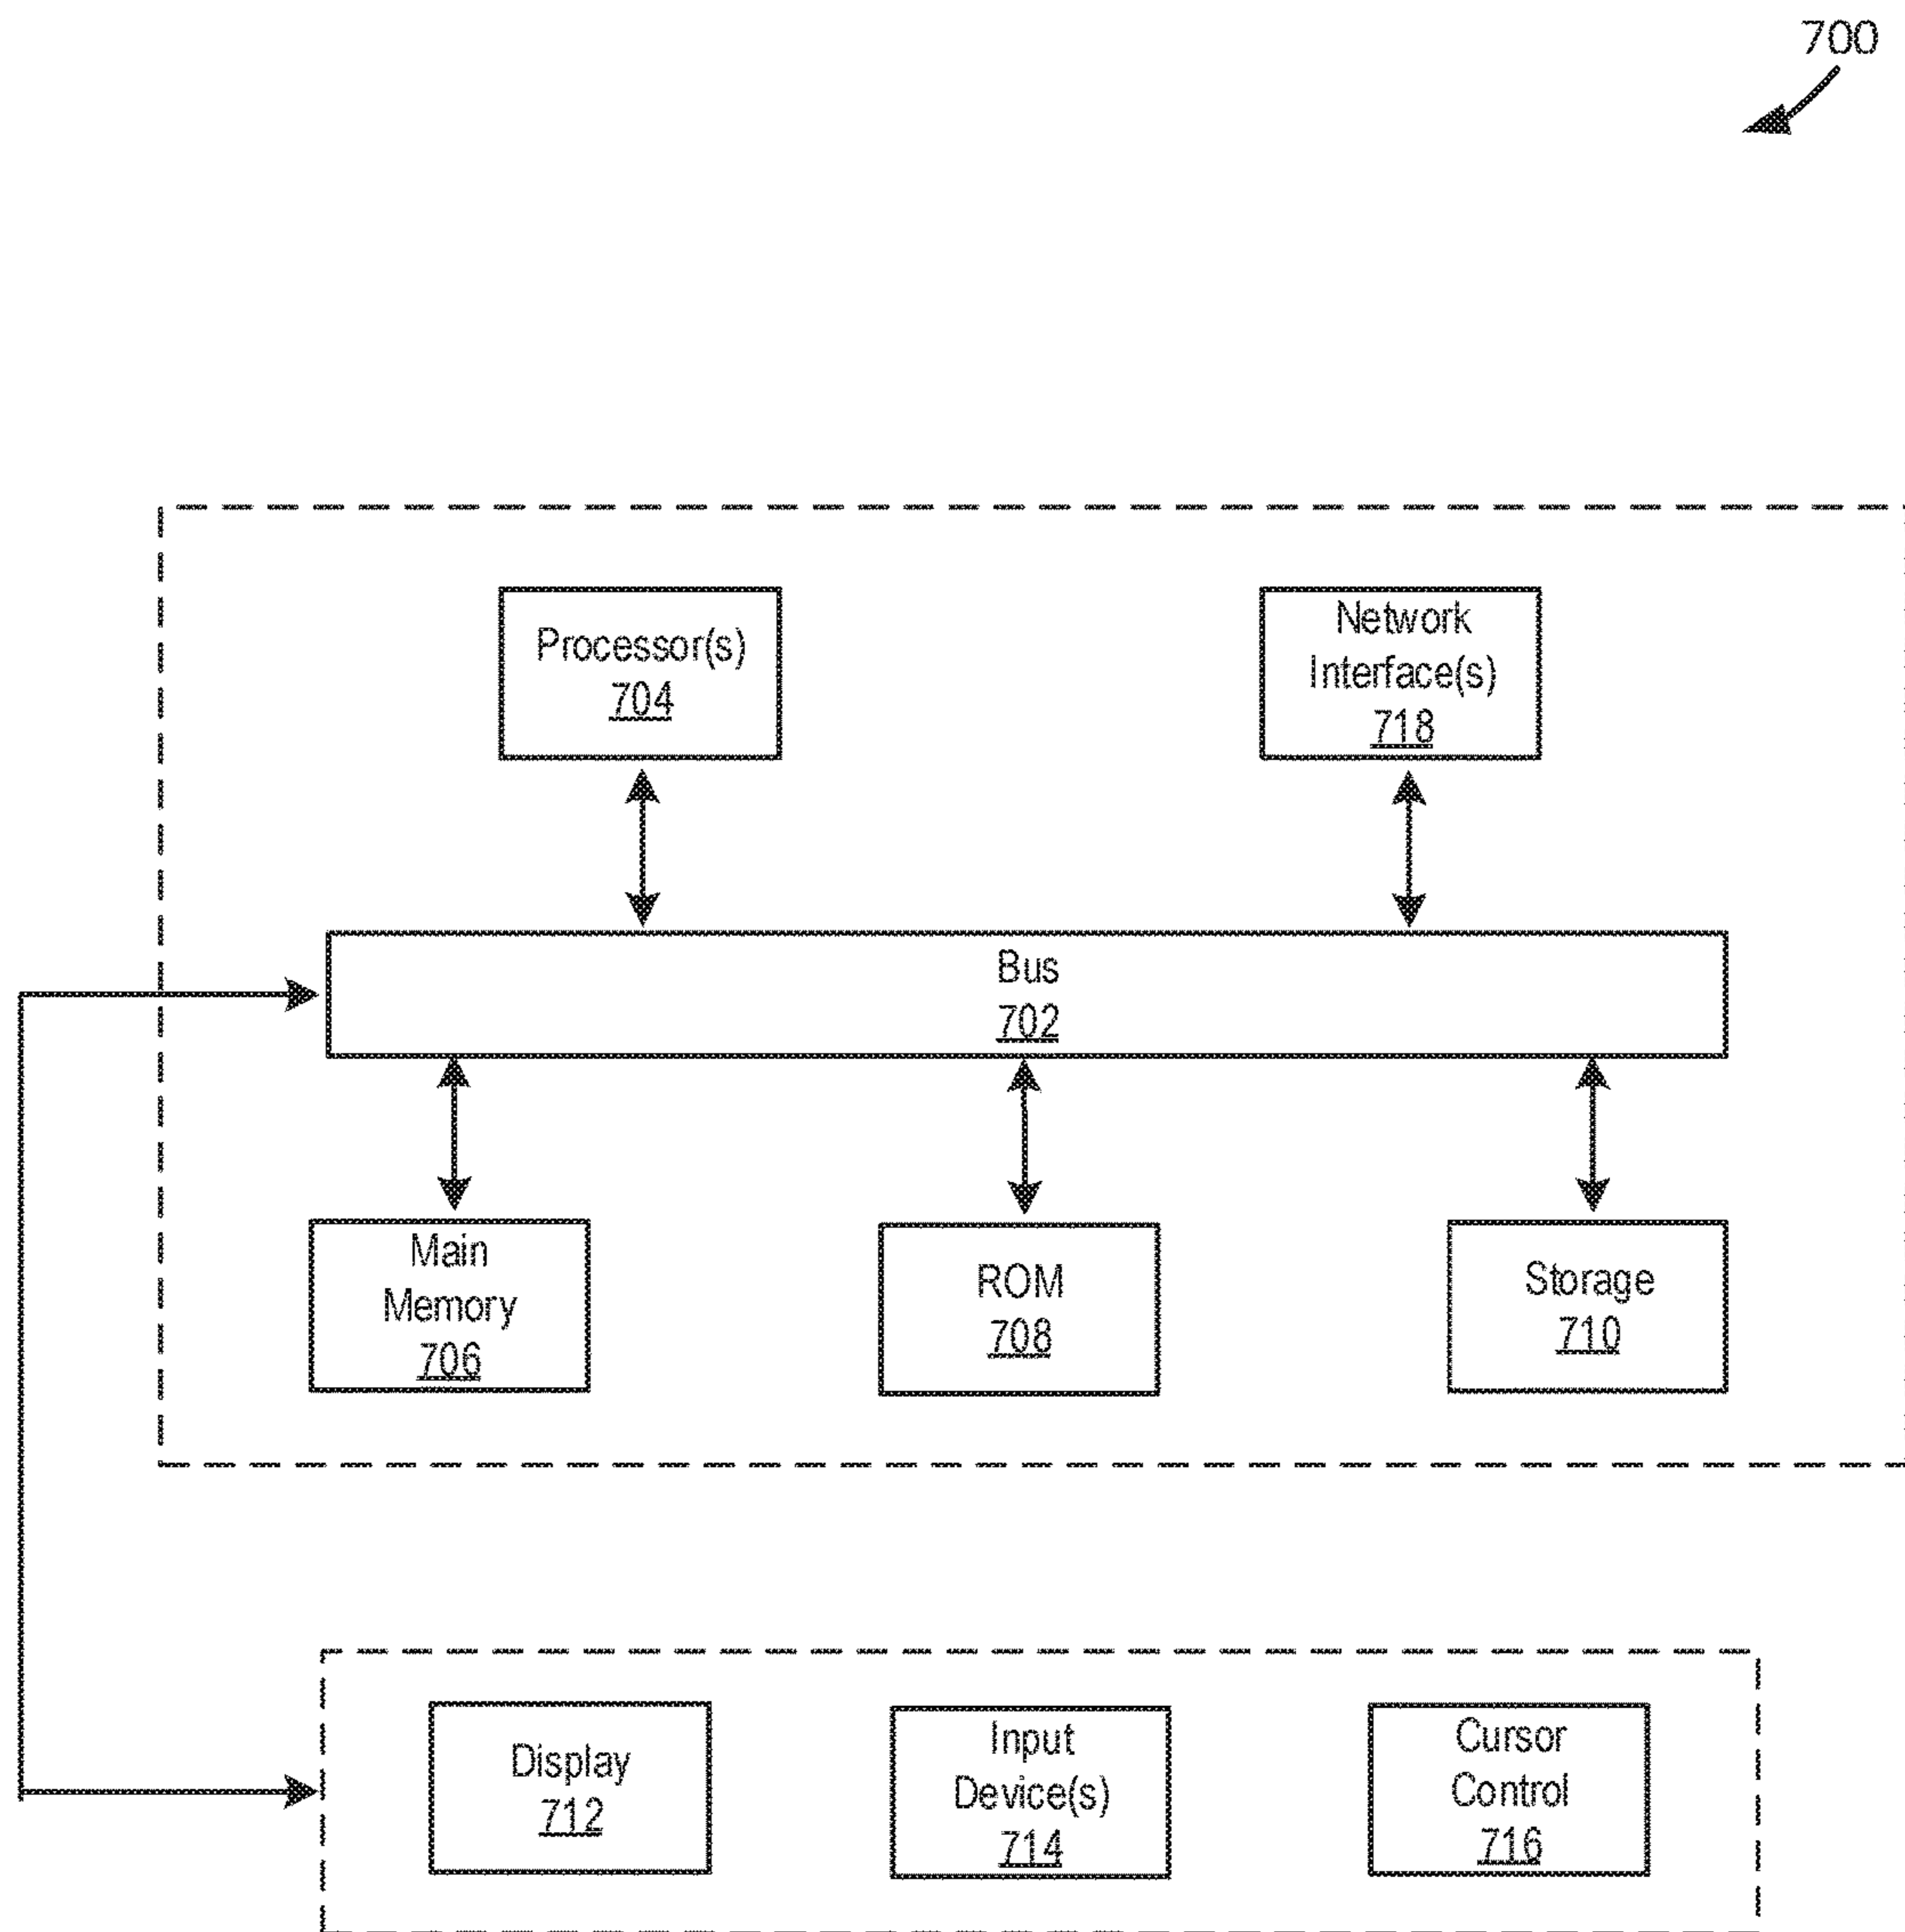 700
Processor(s)
704
Network
Interface(s)
718
Bus
702
Main
Memory
706
ROM
708
Storage
710
Display
712
Input
Device(s)
714
Cursor
Control
716